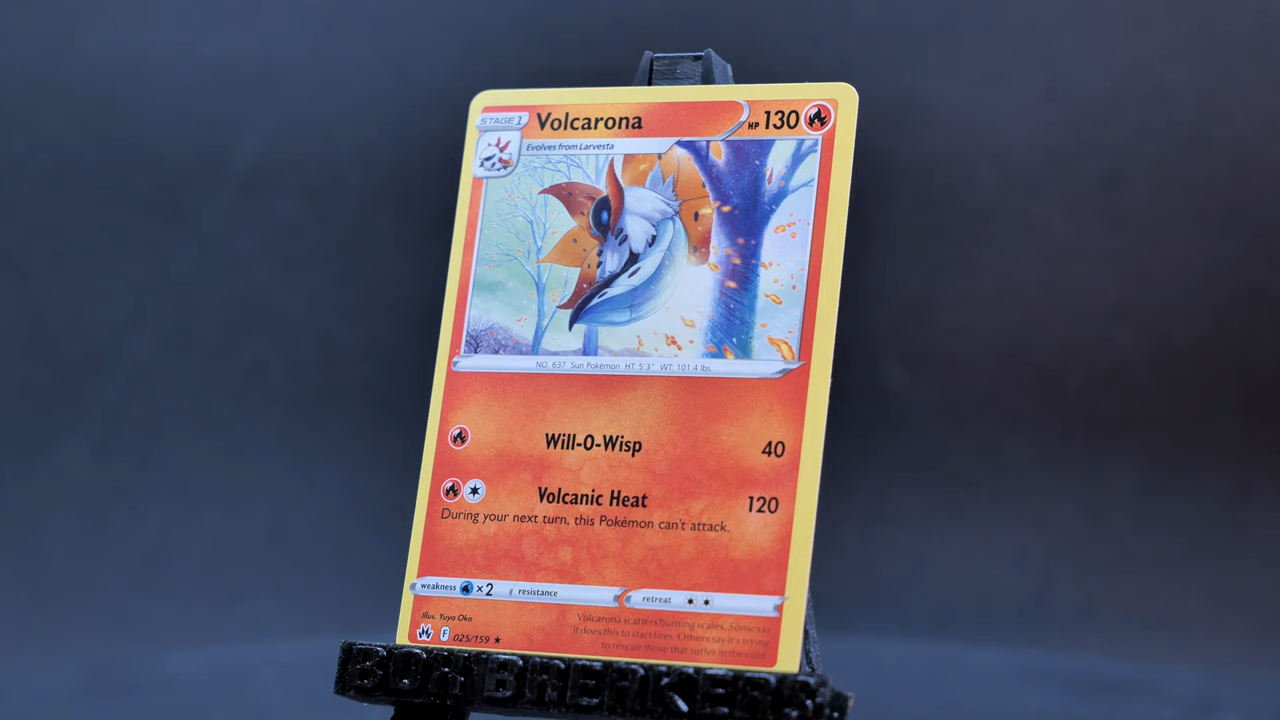 STAGE 1
Volcarona
HP 130
Evolves from Larvesta
NO. 637 Sun Pokémon HT: 5'3" WT: 101.4 lbs.
Will-O-Wisp 40
Volcanic Heat 120
During your next turn, this Pokémon can't attack.
weakness ×2 resistance retreat
Illus. Yuya Oka
Volcarona scatters burning scales. Some say
it does this to start fires. Others say it's trying
to rescue those that suffer in the cold.
F 025/159 ★
BOX BREAKERS